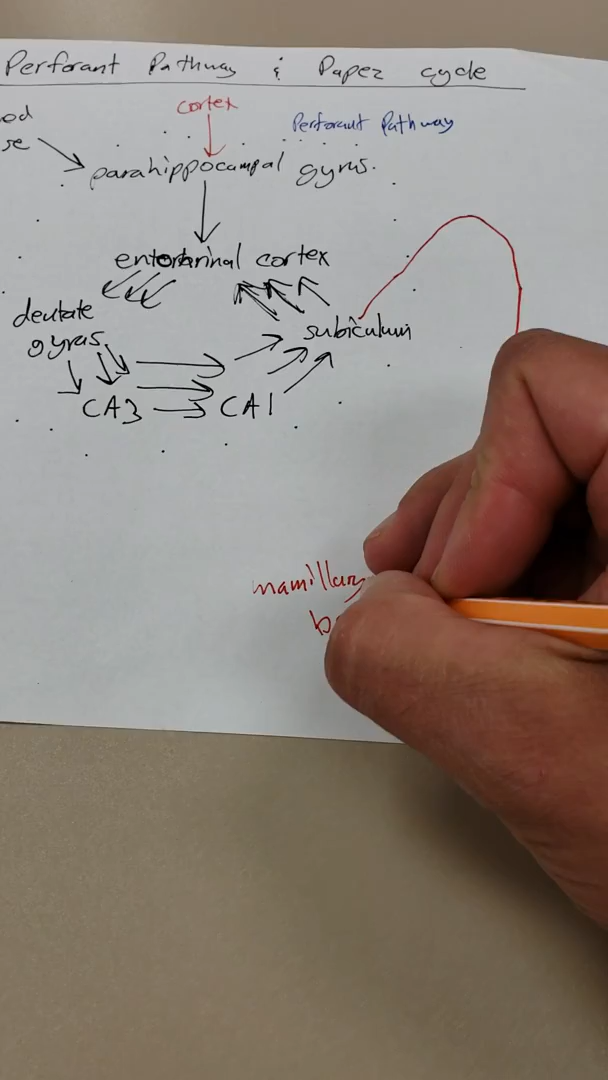 Perforant Pathway & Papez cycle
cortex
Perforant Pathway
parahippocampal gyrus.
entorhinal cortex
dentate
gyrus
subiculum
CA3
CA1
mamillary